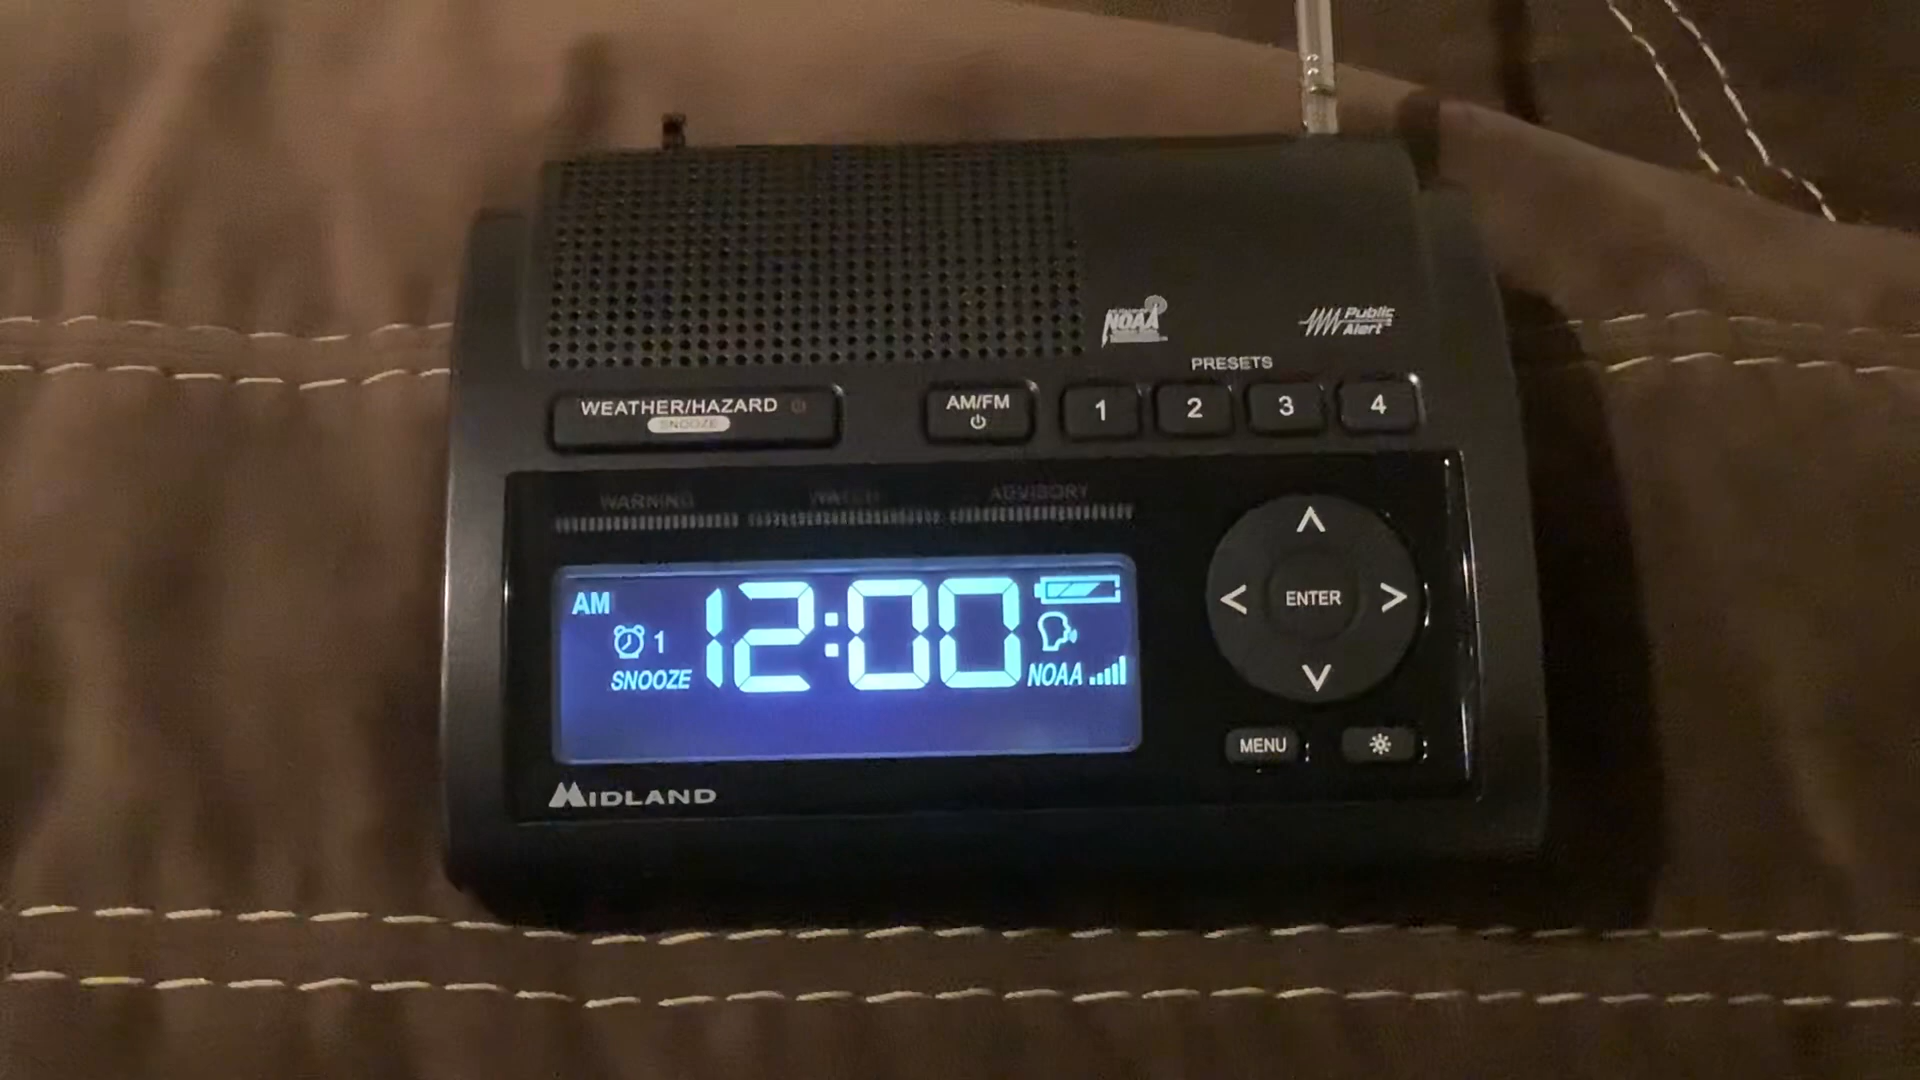 NOAA
Public
Alert
PRESETS
WEATHER/HAZARD
SNOOZE
AM/FM
1
2
3
4
WARNING
WATCH
ADVISORY
AM
12:00
1
SNOOZE
NOAA
ENTER
MENU
MIDLAND